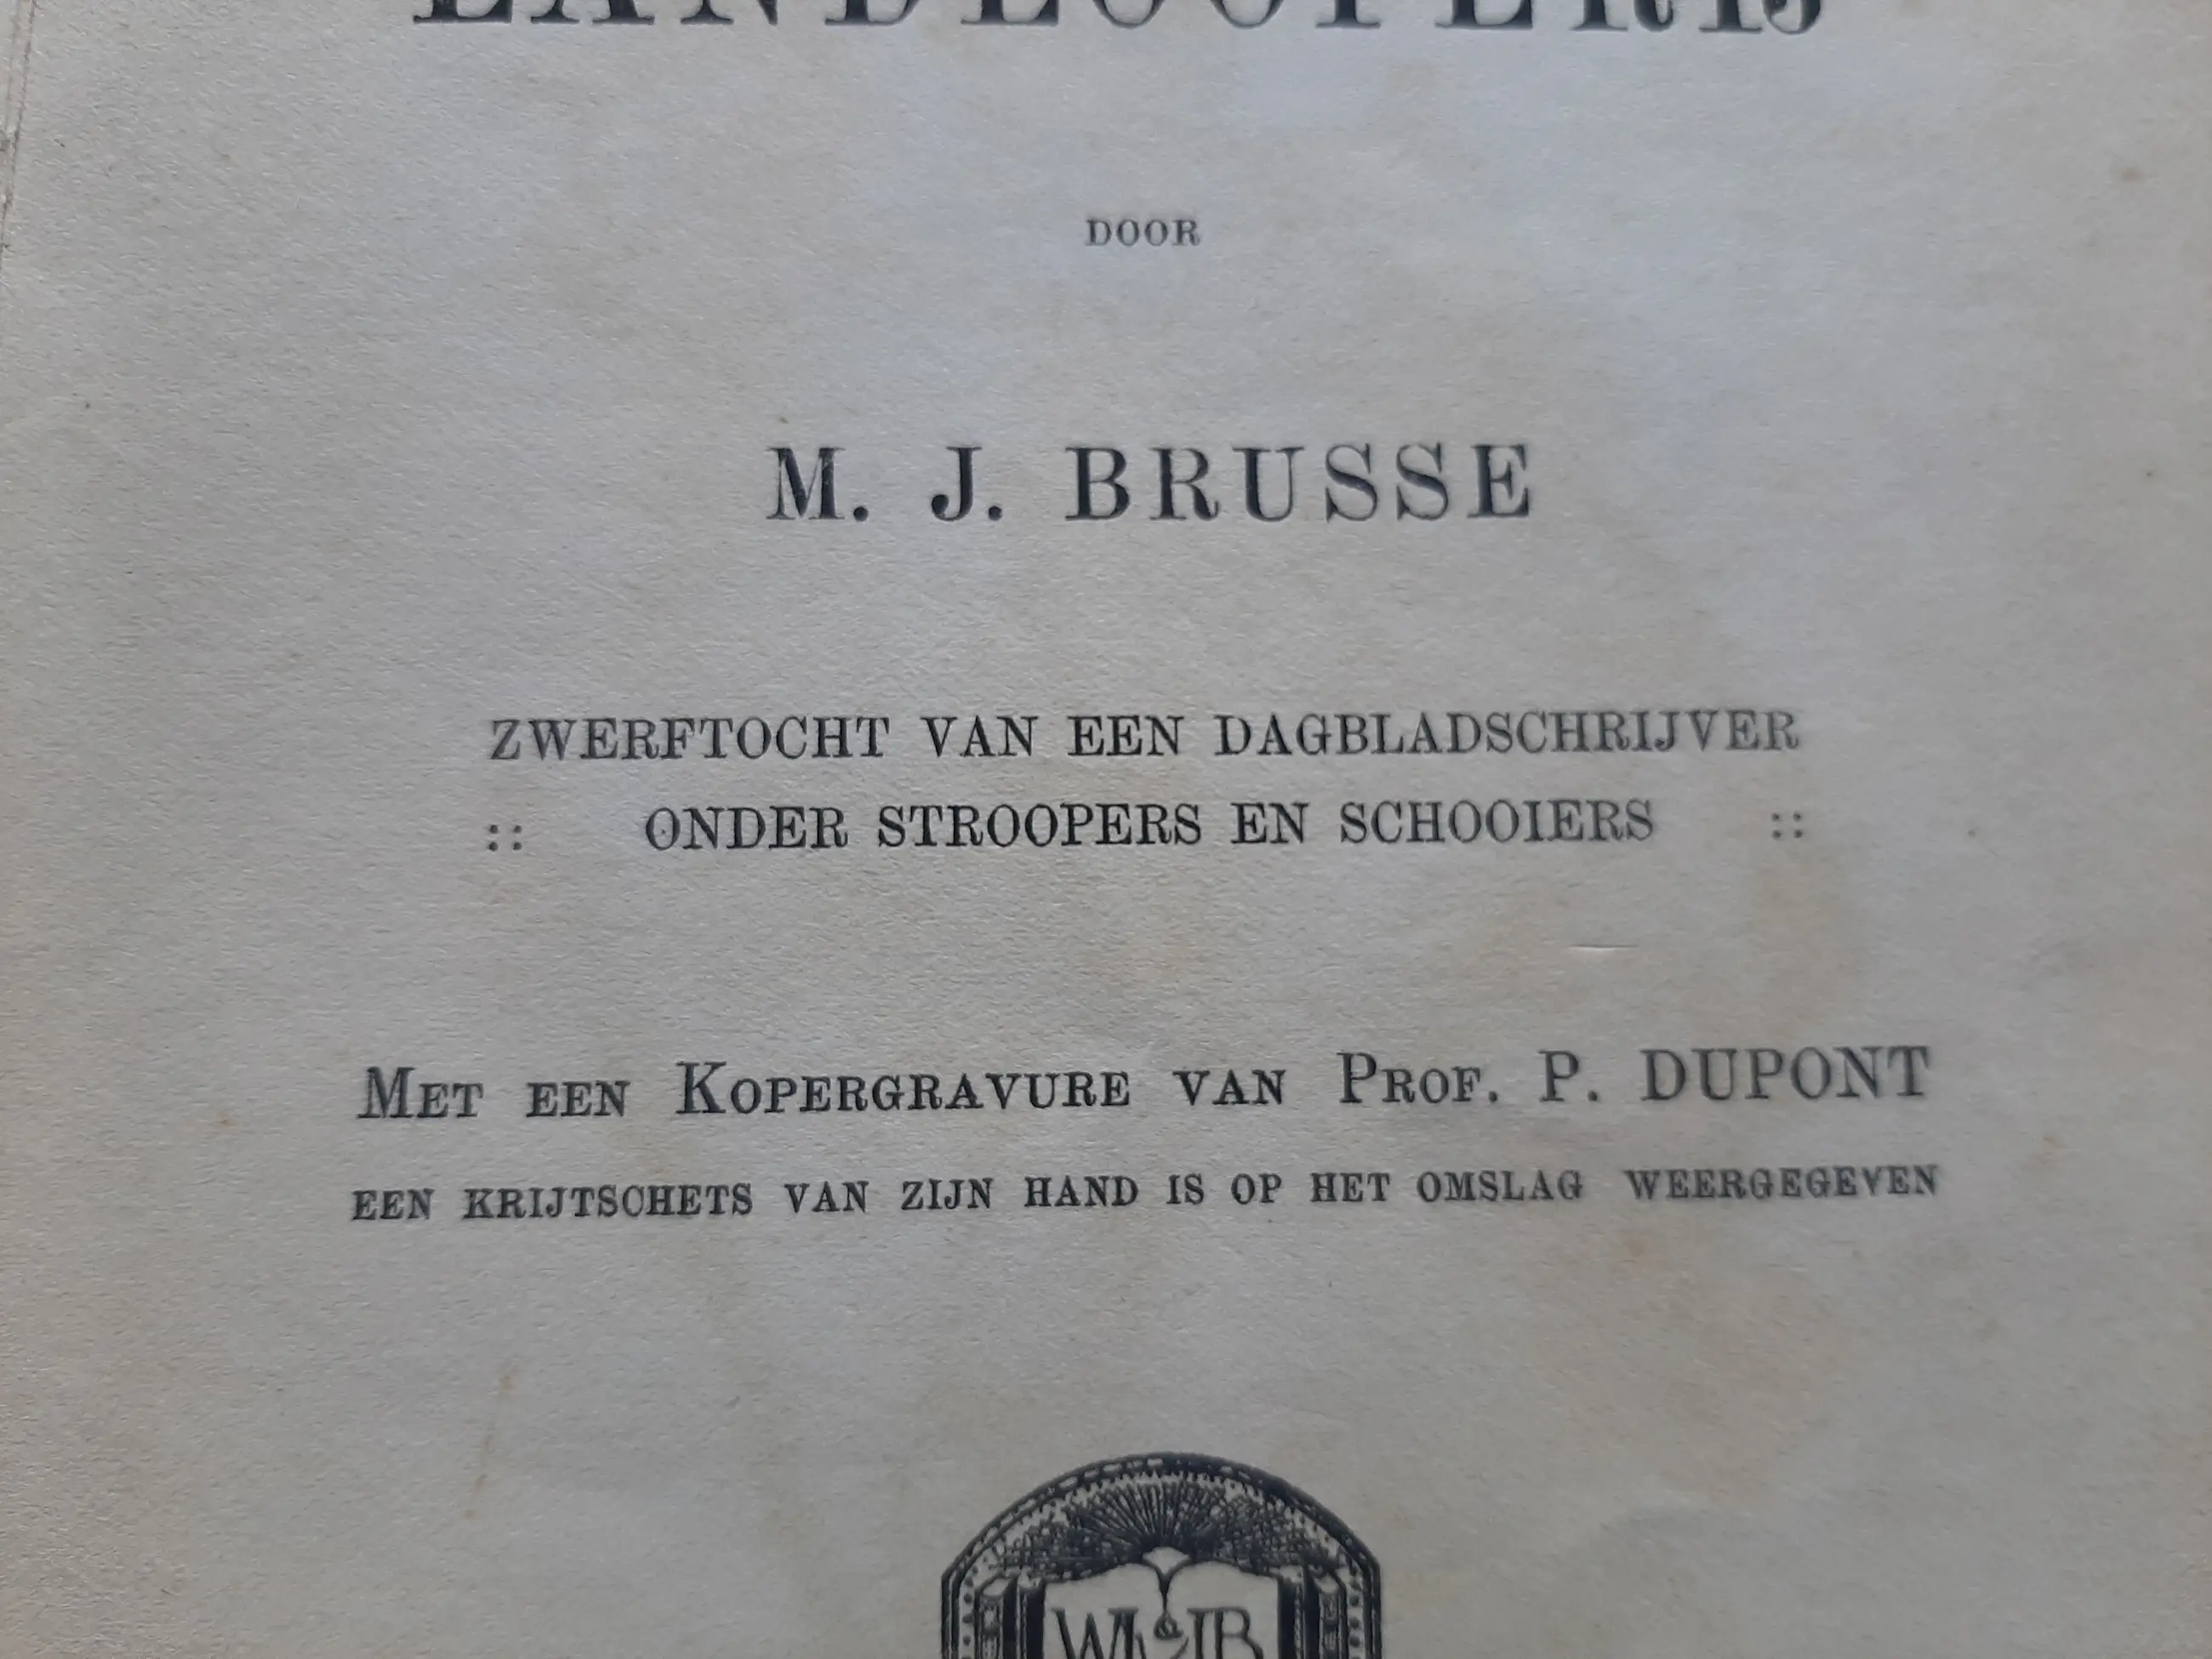 LANDLOOPERIJ
DOOR
M. J. BRUSSE
ZWERFTOCHT VAN EEN DAGBLADSCHRIJVER
:: ONDER STROOPERS EN SCHOOIERS ::
MET EEN KOPERGRAVURE VAN PROF. P. DUPONT
EEN KRIJTSCHETS VAN ZIJN HAND IS OP HET OMSLAG WEERGEGEVEN